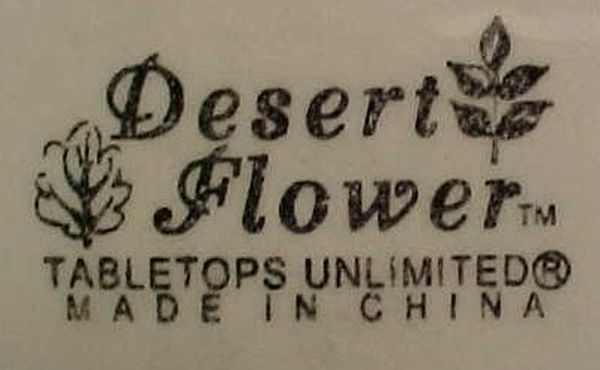 Desert
Flower™
TABLETOPS UNLIMITED®
MADE IN CHINA